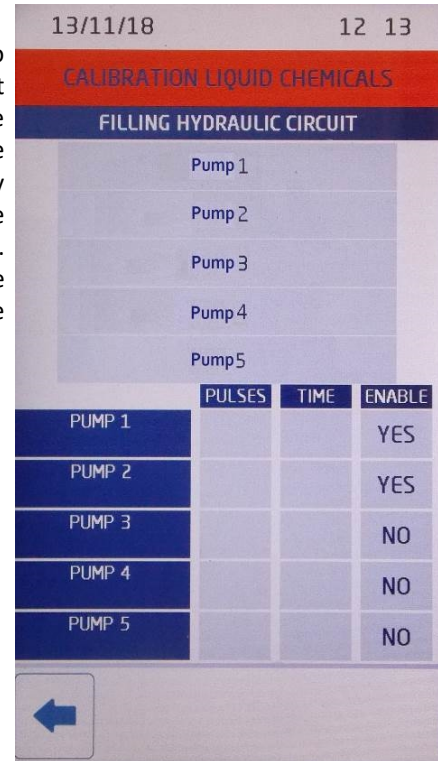 13/11/18 12 13
CALIBRATION LIQUID CHEMICALS
FILLING HYDRAULIC CIRCUIT
Pump 1
Pump 2
Pump 3
Pump 4
Pump 5
PULSES TIME ENABLE
PUMP 1 YES
PUMP 2 YES
PUMP 3 NO
PUMP 4 NO
PUMP 5 NO